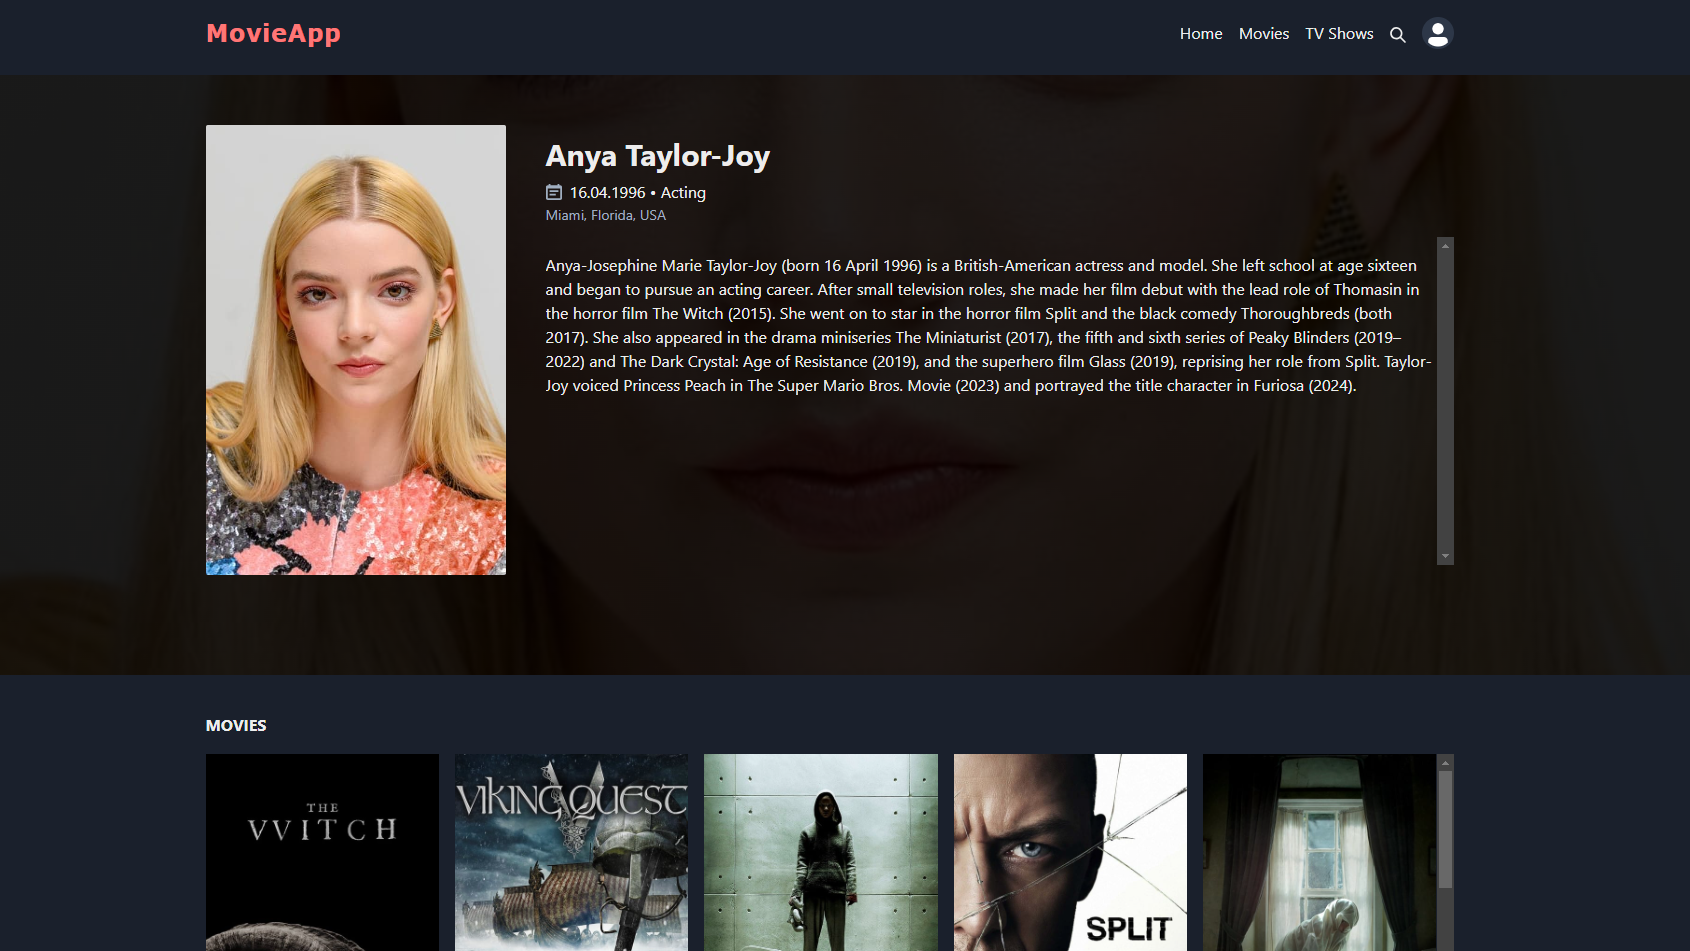 MovieApp
Home Movies TV Shows
Anya Taylor-Joy
16.04.1996 • Acting
Miami, Florida, USA
Anya-Josephine Marie Taylor-Joy (born 16 April 1996) is a British-American actress and model. She left school at age sixteen
and began to pursue an acting career. After small television roles, she made her film debut with the lead role of Thomasin in
the horror film The Witch (2015). She went on to star in the horror film Split and the black comedy Thoroughbreds (both
2017). She also appeared in the drama miniseries The Miniaturist (2017), the fifth and sixth series of Peaky Blinders (2019–
2022) and The Dark Crystal: Age of Resistance (2019), and the superhero film Glass (2019), reprising her role from Split. Taylor-
Joy voiced Princess Peach in The Super Mario Bros. Movie (2023) and portrayed the title character in Furiosa (2024).
MOVIES
THE
VVITCH
VIKINGQUEST
SPLIT